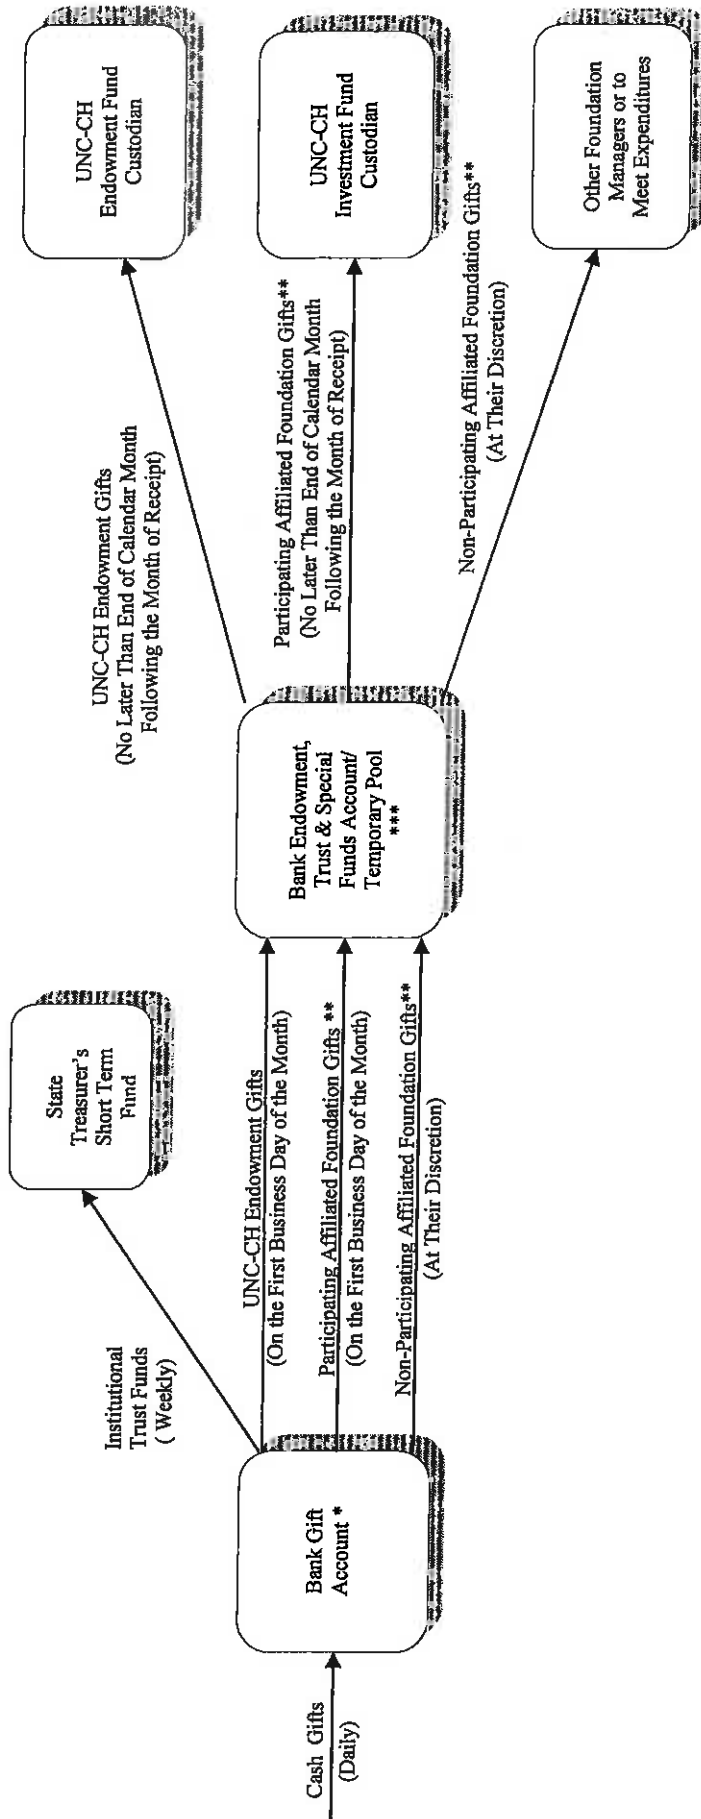 Cash Gifts
(Daily)
Bank Gift
Account *
Institutional
Trust Funds
( Weekly)
State
Treasurer's
Short Term
Fund
UNC-CH Endowment Gifts
(On the First Business Day of the Month)
Participating Affiliated Foundation Gifts **
(On the First Business Day of the Month)
Non-Participating Affiliated Foundation Gifts**
(At Their Discretion)
Bank Endowment,
Trust & Special
Funds Account/
Temporary Pool
***
UNC-CH Endowment Gifts
(No Later Than End of Calendar Month
Following the Month of Receipt)
Participating Affiliated Foundation Gifts**
(No Later Than End of Calendar Month
Following the Month of Receipt)
Non-Participating Affiliated Foundation Gifts**
(At Their Discretion)
UNC-CH
Endowment Fund
Custodian
UNC-CH
Investment Fund
Custodian
Other Foundation
Managers or to
Meet Expenditures